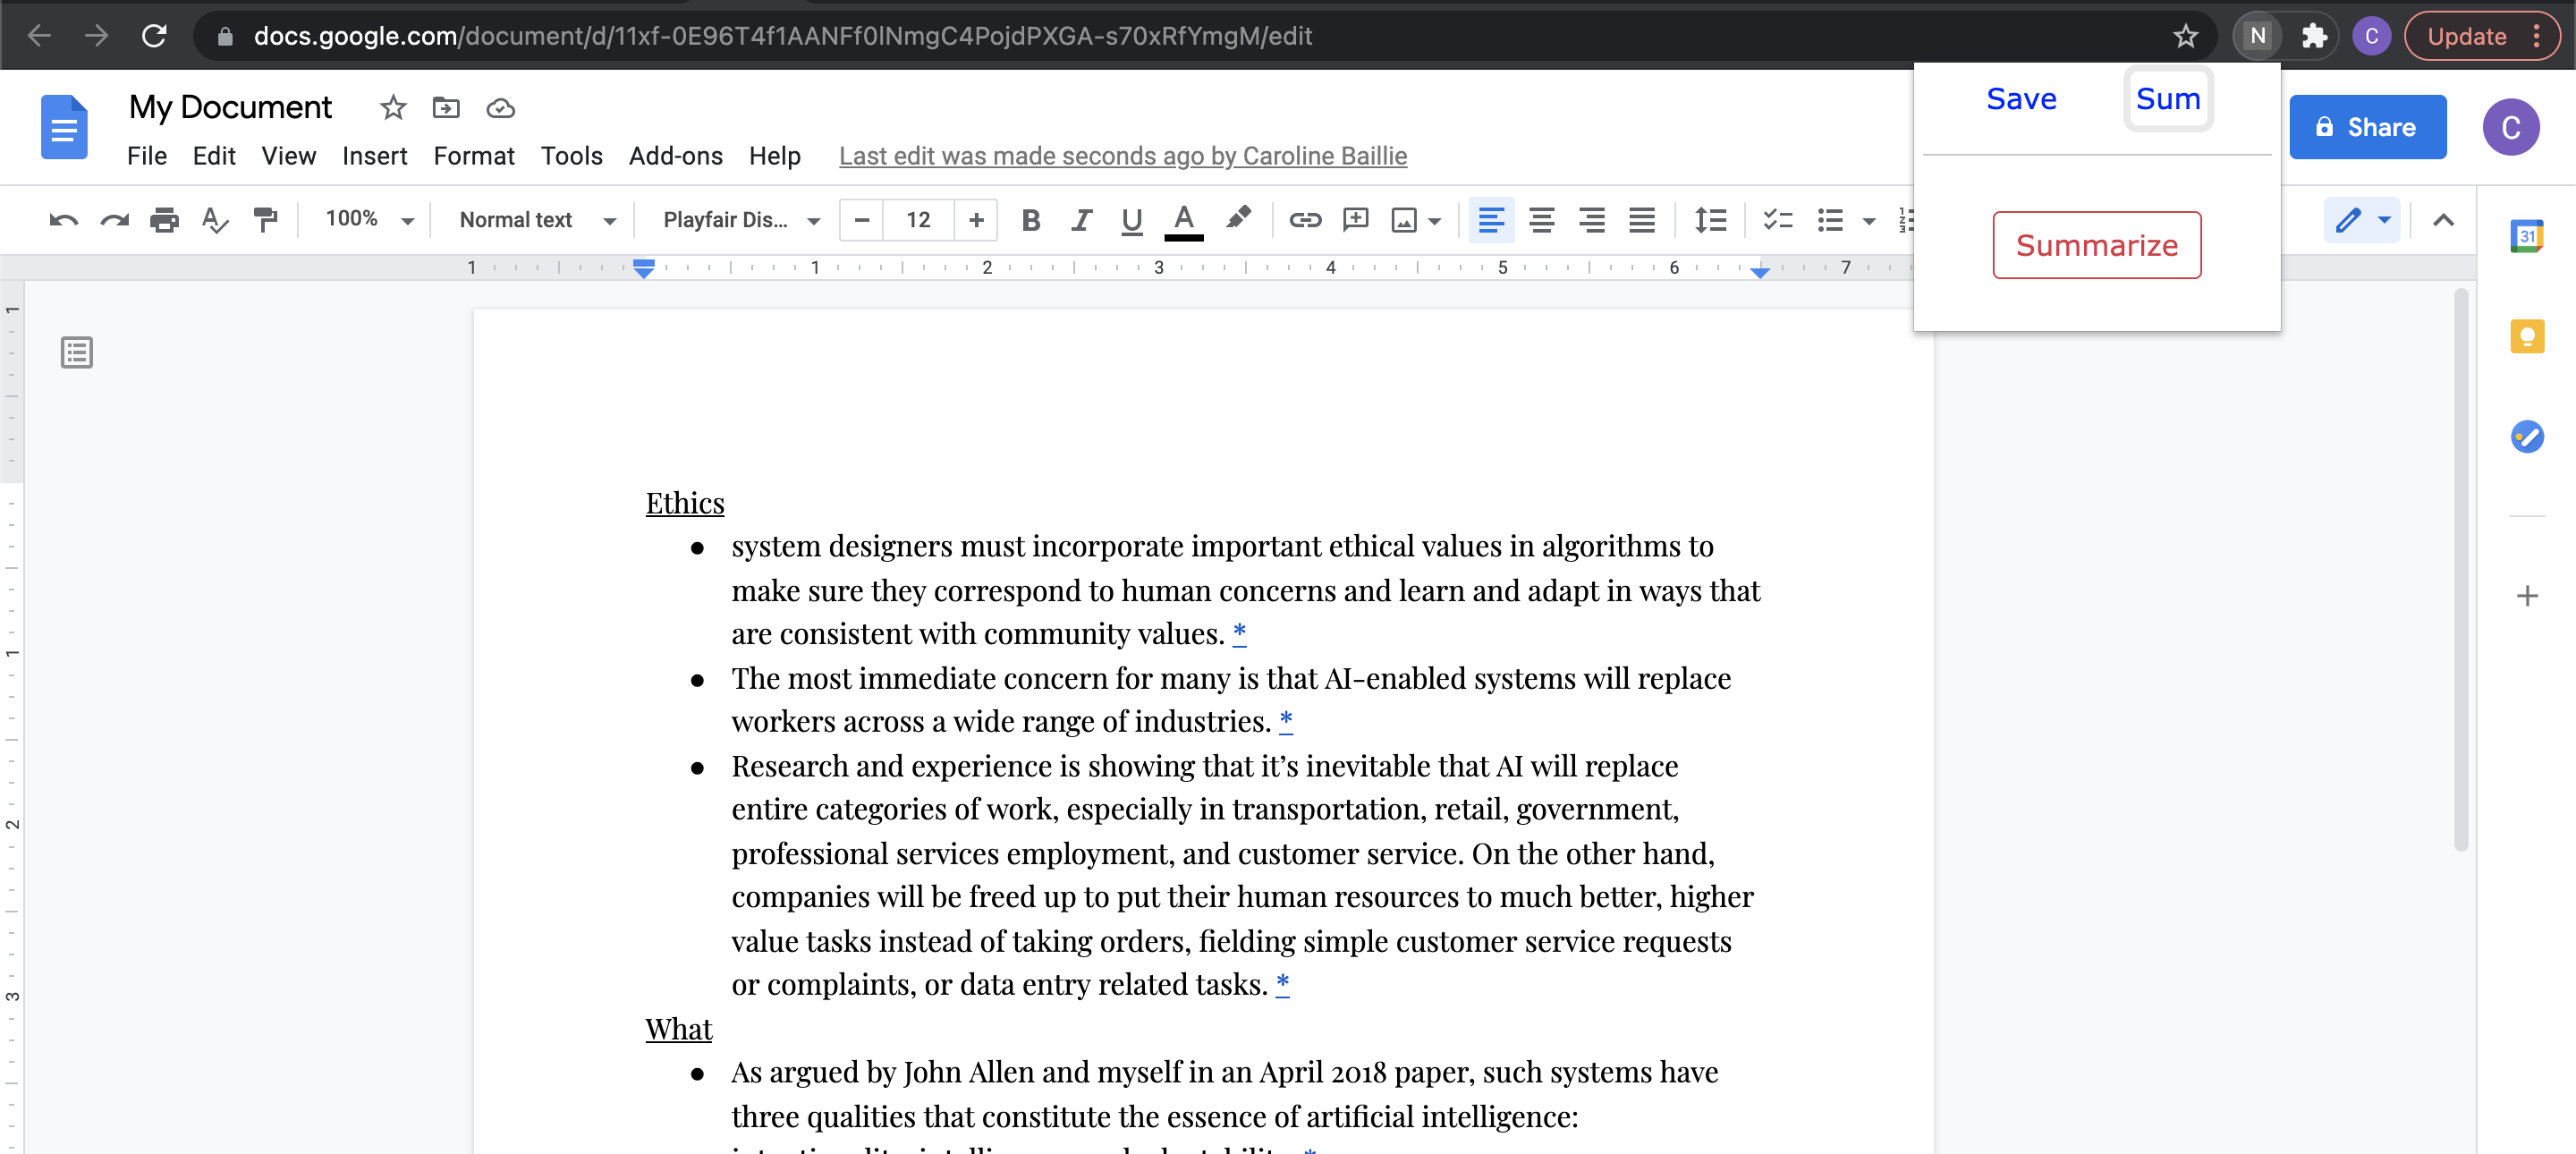 docs.google.com/document/d/11xf-0E96T4f1AANFf0INmgC4PojdPXGA-s70xRfYmgM/edit
N
C
Update
My Document
Save
Sum
Share
C
File Edit View Insert Format Tools Add-ons Help Last edit was made seconds ago by Caroline Baillie
100% Normal text Playfair Dis... 12 B I U A
Summarize
31
1 1 2 3 4 5 6 7
1
1
2
3
Ethics
● system designers must incorporate important ethical values in algorithms to
make sure they correspond to human concerns and learn and adapt in ways that
are consistent with community values. *
● The most immediate concern for many is that AI-enabled systems will replace
workers across a wide range of industries. *
● Research and experience is showing that it’s inevitable that AI will replace
entire categories of work, especially in transportation, retail, government,
professional services employment, and customer service. On the other hand,
companies will be freed up to put their human resources to much better, higher
value tasks instead of taking orders, fielding simple customer service requests
or complaints, or data entry related tasks. *
What
● As argued by John Allen and myself in an April 2018 paper, such systems have
three qualities that constitute the essence of artificial intelligence: